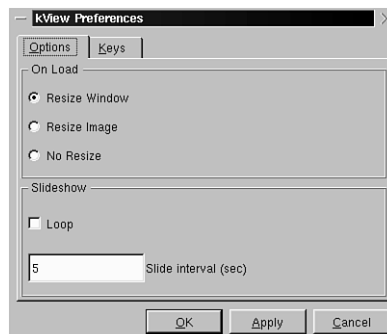 kView Preferences
Options Keys
On Load
Resize Window
Resize Image
No Resize
Slideshow
Loop
5 Slide interval (sec)
OK Apply Cancel